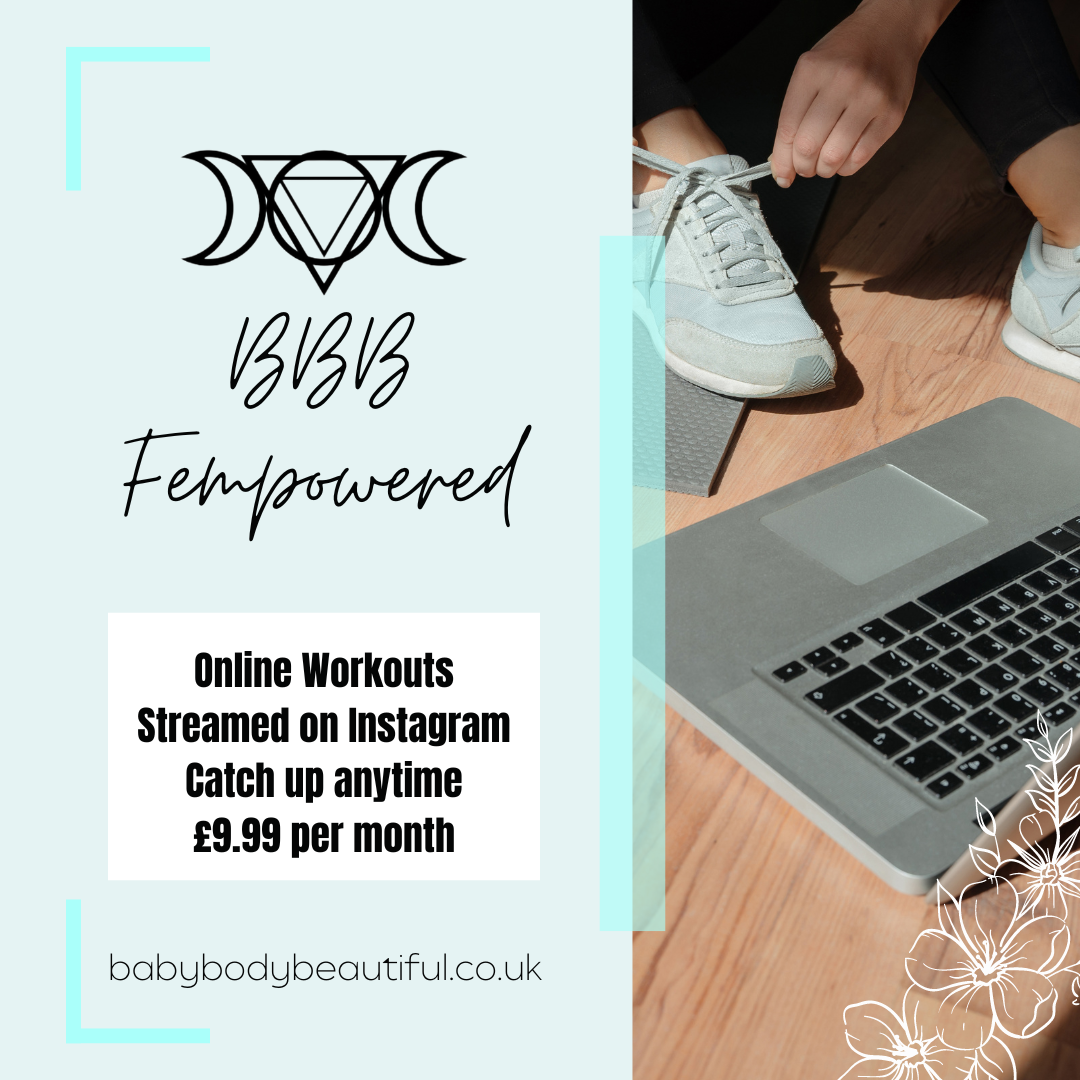 BBB
Fempowered
Online Workouts
Streamed on Instagram
Catch up anytime
£9.99 per month
babybodybeautiful.co.uk